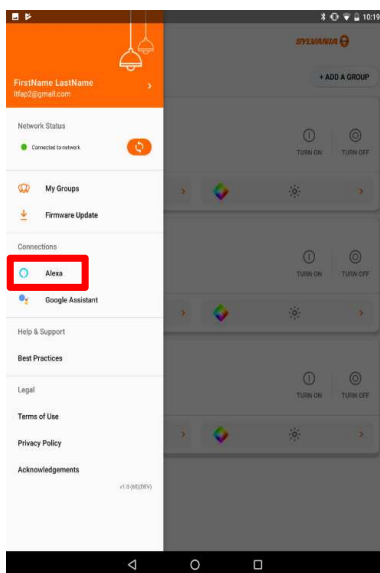 10:19
SYLVANIA
+ ADD A GROUP
FirstName LastName
ltfap2@gmail.com
Network Status
Connected to network
TURN ON TURN OFF
My Groups
Firmware Update
Connections
Alexa
TURN ON TURN OFF
Google Assistant
Help & Support
Best Practices
Legal
TURN ON TURN OFF
Terms of Use
Privacy Policy
Acknowledgements